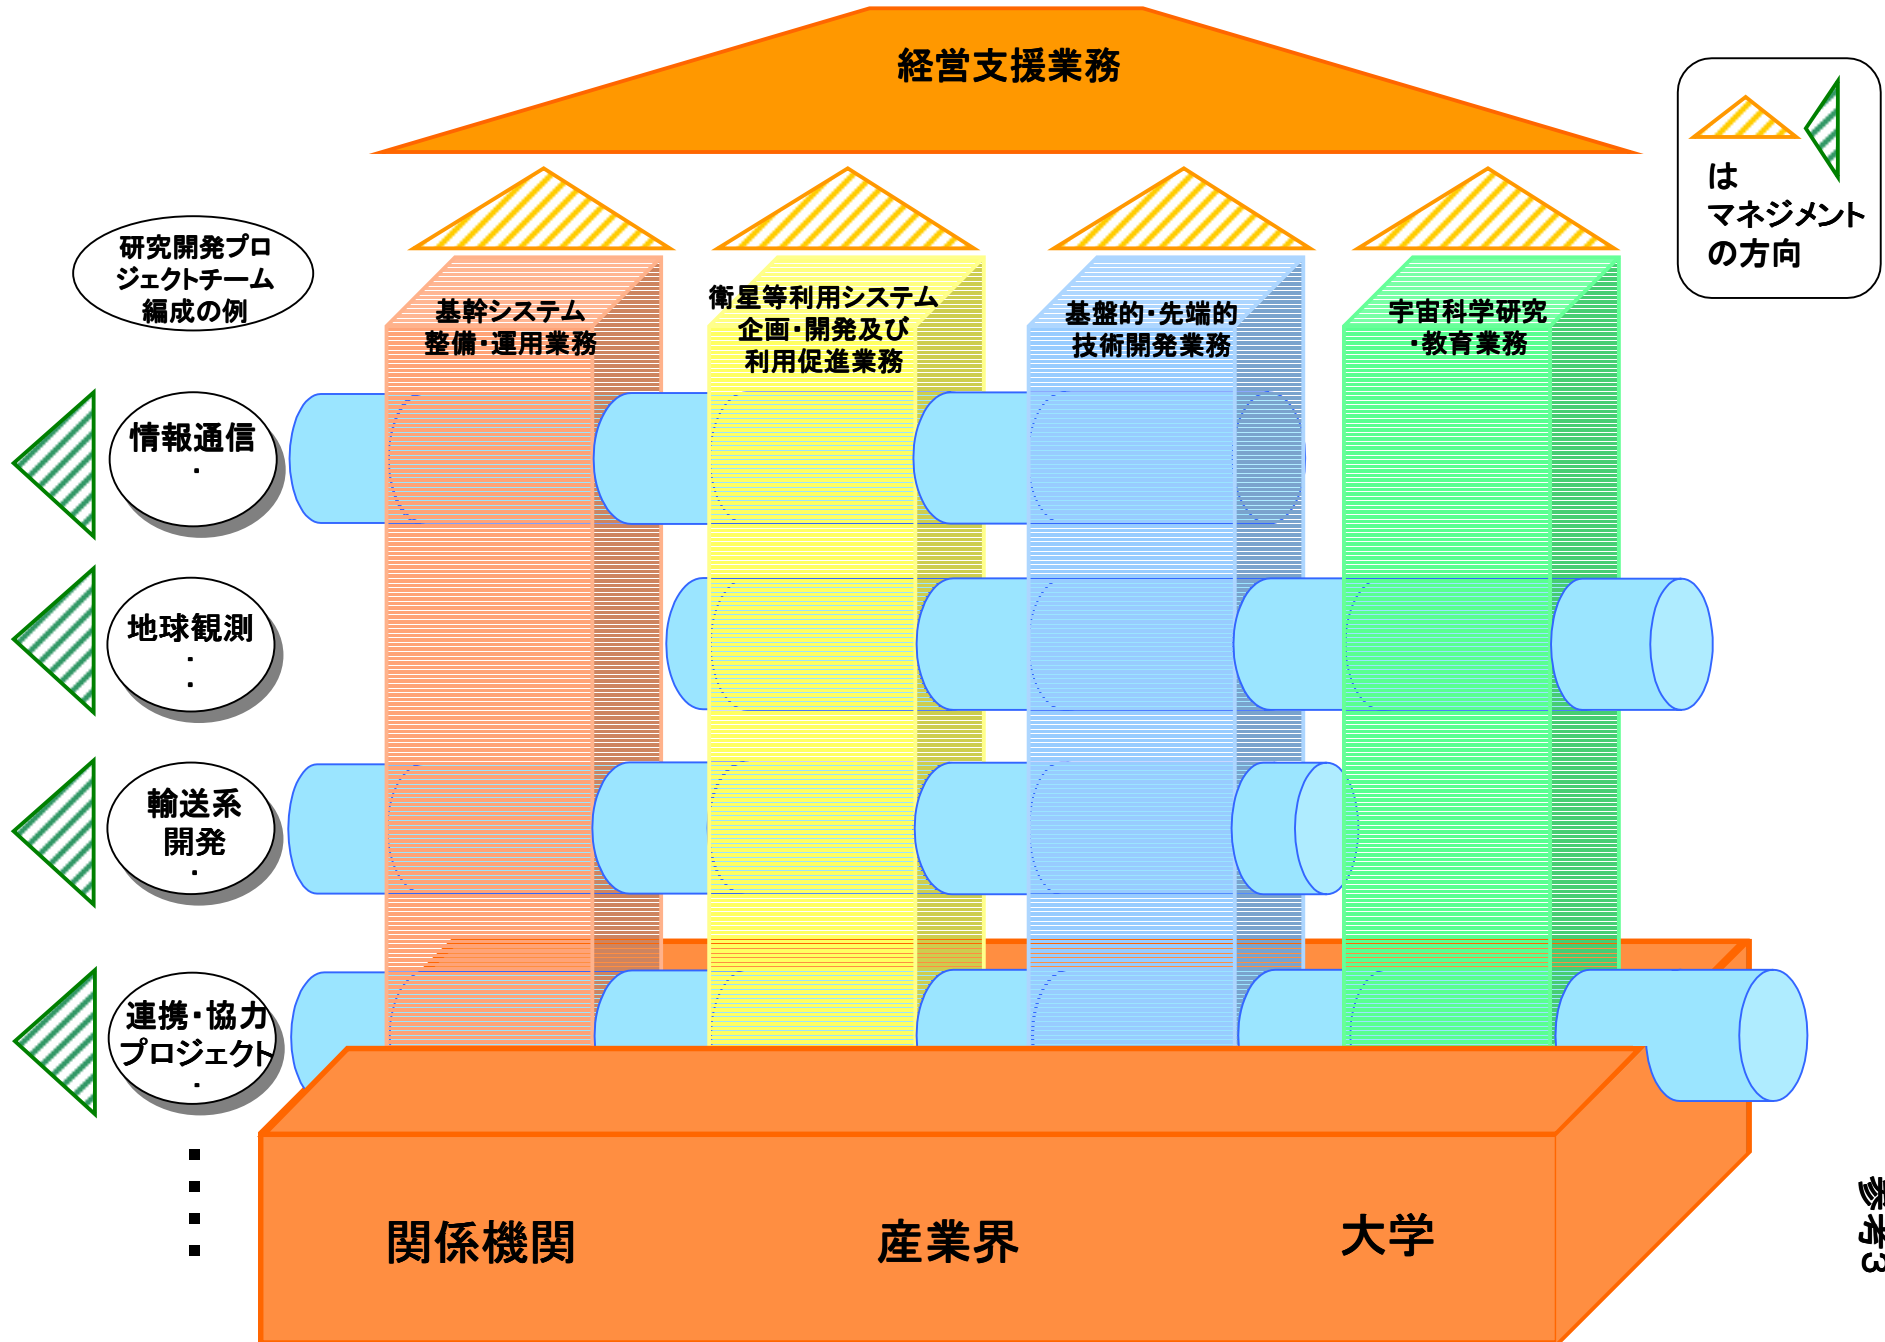 経営支援業務
は
マネジメント
の方向
研究開発プロ
ジェクトチーム
編成の例
基幹システム
整備・運用業務
衛星等利用システム
企画・開発及び
利用促進業務
基盤的・先端的
技術開発業務
宇宙科学研究
・教育業務
情報通信
・
地球観測
・
・
輸送系
開発
・
連携・協力
プロジェクト
・
・
・
・
・
関係機関
産業界
大学
参考3